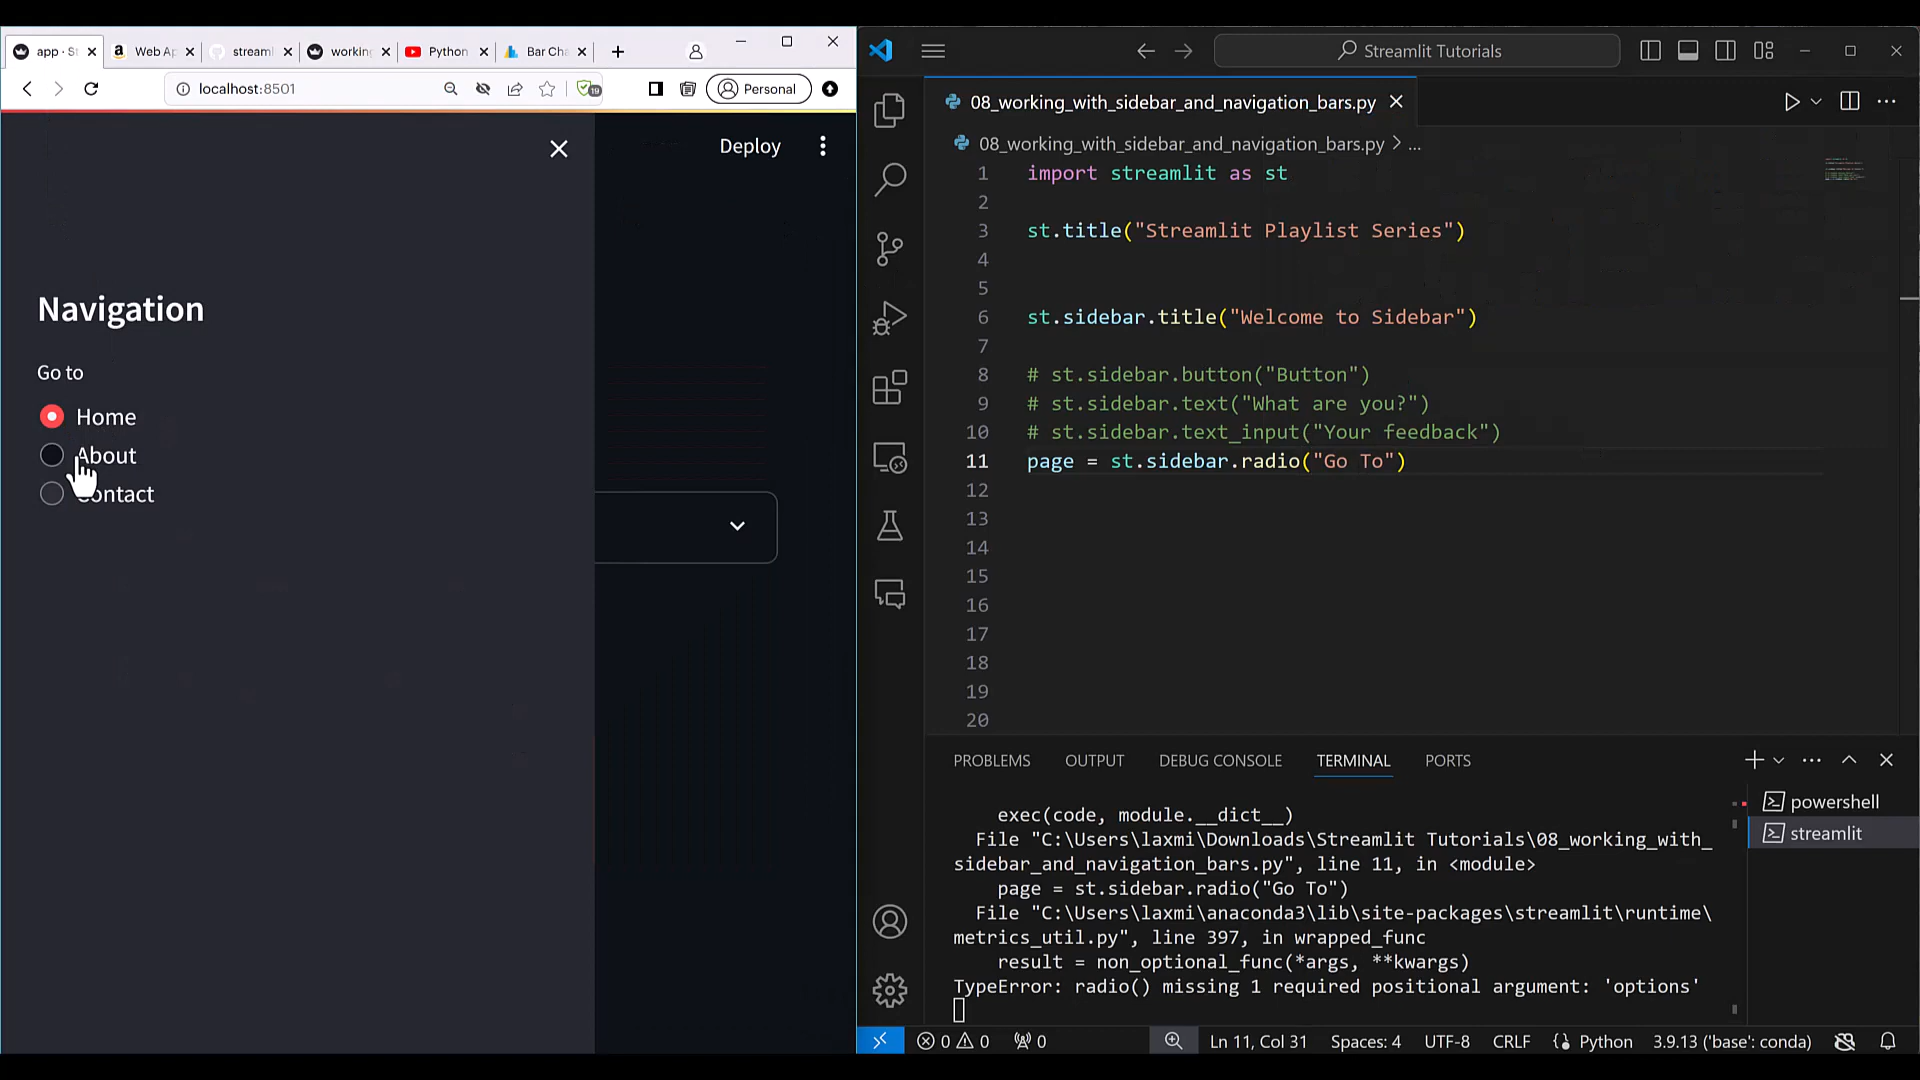 app · S
Web Ap
streaml
working
Python
Bar Cha
localhost:8501
19
Personal
Deploy
Navigation
Go to
Home
About
ontact
Streamlit Tutorials
08_working_with_sidebar_and_navigation_bars.py
08_working_with_sidebar_and_navigation_bars.py > ...
1 import streamlit as st
2
3 st.title("Streamlit Playlist Series")
4
5
6 st.sidebar.title("Welcome to Sidebar")
7
8 # st.sidebar.button("Button")
9 # st.sidebar.text("What are you?")
10 # st.sidebar.text_input("Your feedback")
11 page = st.sidebar.radio("Go To")
12
13
14
15
16
17
18
19
20
PROBLEMS OUTPUT DEBUG CONSOLE TERMINAL PORTS
exec(code, module.__dict__)
File "C:\Users\laxmi\Downloads\Streamlit Tutorials\08_working_with_
sidebar_and_navigation_bars.py", line 11, in <module>
page = st.sidebar.radio("Go To")
File "C:\Users\laxmi\anaconda3\lib\site-packages\streamlit\runtime\
metrics_util.py", line 397, in wrapped_func
result = non_optional_func(*args, **kwargs)
TypeError: radio() missing 1 required positional argument: 'options'
powershell
streamlit
0 0 0 Ln 11, Col 31 Spaces: 4 UTF-8 CRLF Python 3.9.13 ('base': conda)